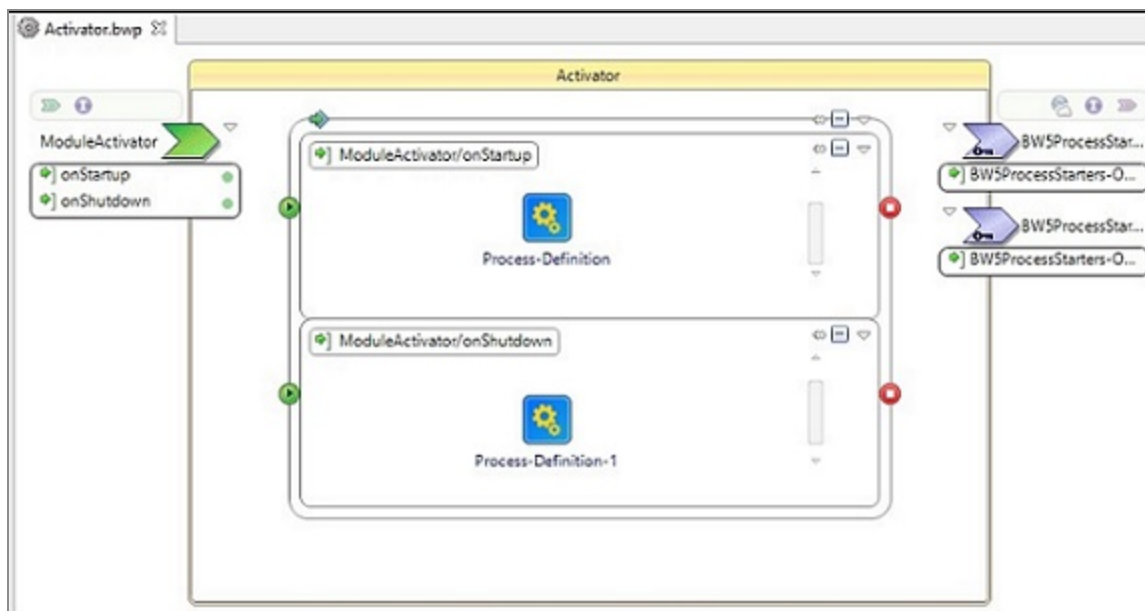 Activator.bwp
Activator
ModuleActivator
onStartup
onShutdown
ModuleActivator/onStartup
Process-Definition
ModuleActivator/onShutdown
Process-Definition-1
BW5ProcessStar...
BW5ProcessStarters-O...
BW5ProcessStar...
BW5ProcessStarters-O...